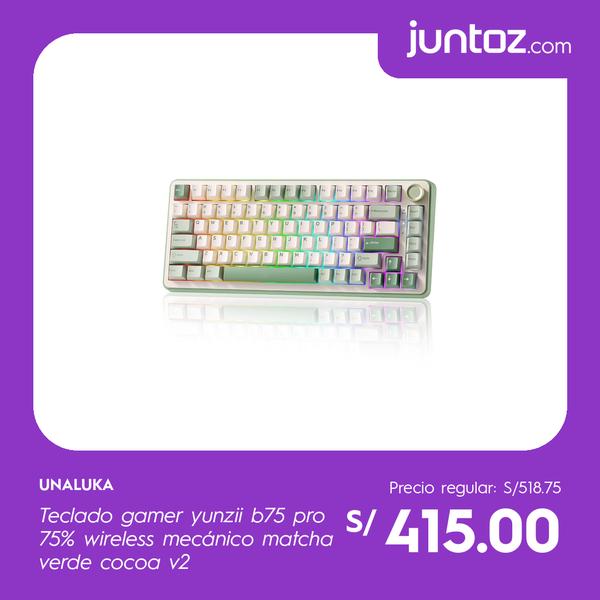 juntoz.com
UNALUKA
Teclado gamer yunzii b75 pro
75% wireless mecánico matcha
verde cocoa v2
Precio regular: S/518.75
S/ 415.00